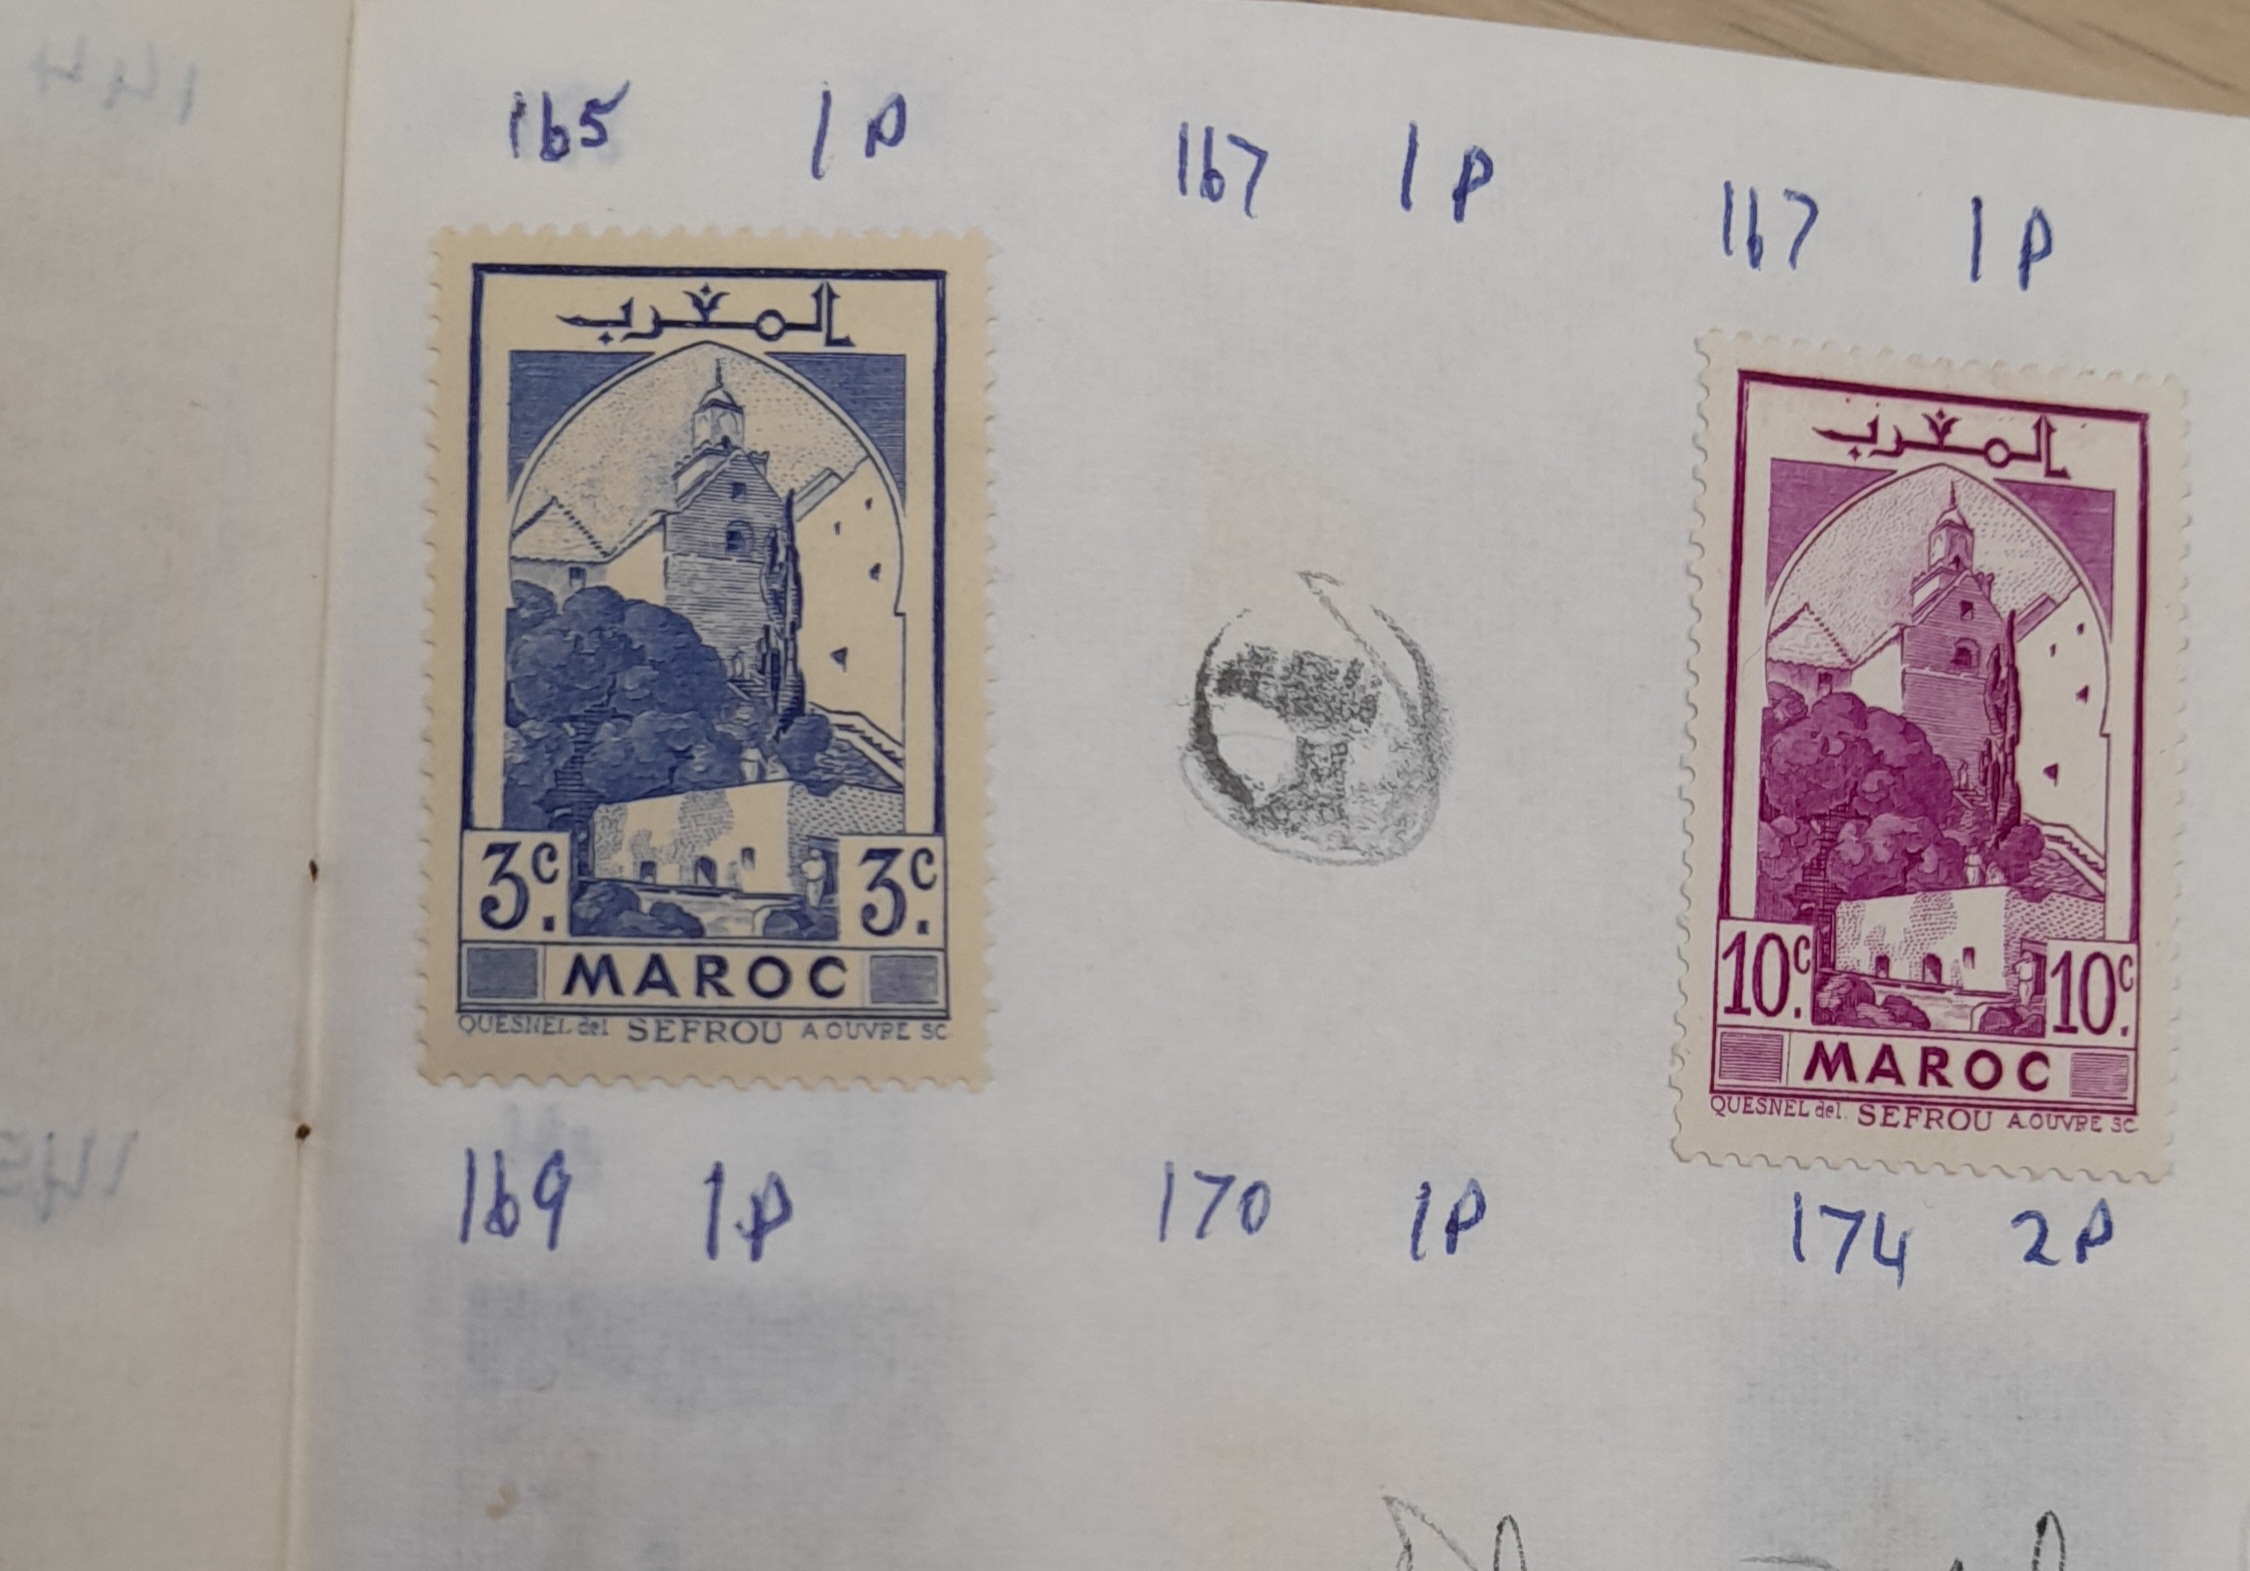 165 1P 167 1P 167 1P
المغرب
3c. 3c.
MAROC
QUESNEL del SEFROU A.OUVRE SC
المغرب
10c. 10c.
MAROC
QUESNEL del. SEFROU A.OUVRE SC
169 1P 170 1P 174 2P